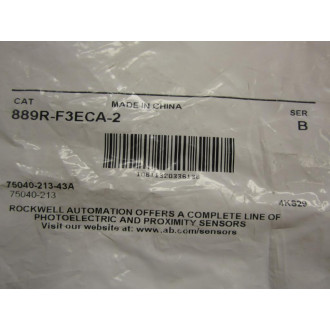 MADE IN CHINA
CAT
889R-F3ECA-2
SER
B
75040-213-43A
75040-213
4KS29
ROCKWELL AUTOMATION OFFERS A COMPLETE LINE OF
PHOTOELECTRIC AND PROXIMITY SENSORS
Visit our website at: www.ab.com/sensors